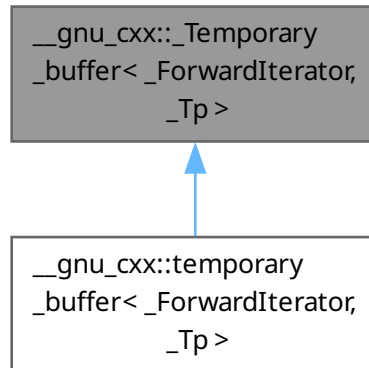 __gnu_cxx::_Temporary
_buffer< _ForwardIterator,
_Tp >
__gnu_cxx::temporary
_buffer< _ForwardIterator,
_Tp >